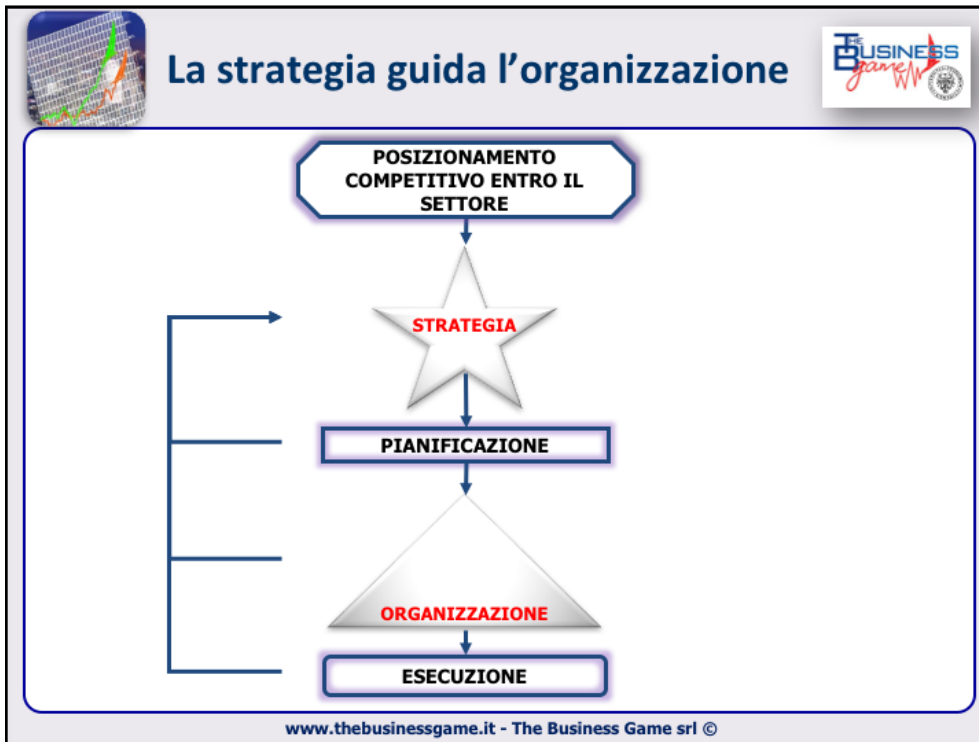 La strategia guida l’organizzazione
THE
BUSINESS
game
POSIZIONAMENTO
COMPETITIVO ENTRO IL
SETTORE
STRATEGIA
PIANIFICAZIONE
ORGANIZZAZIONE
ESECUZIONE
www.thebusinessgame.it - The Business Game srl ©